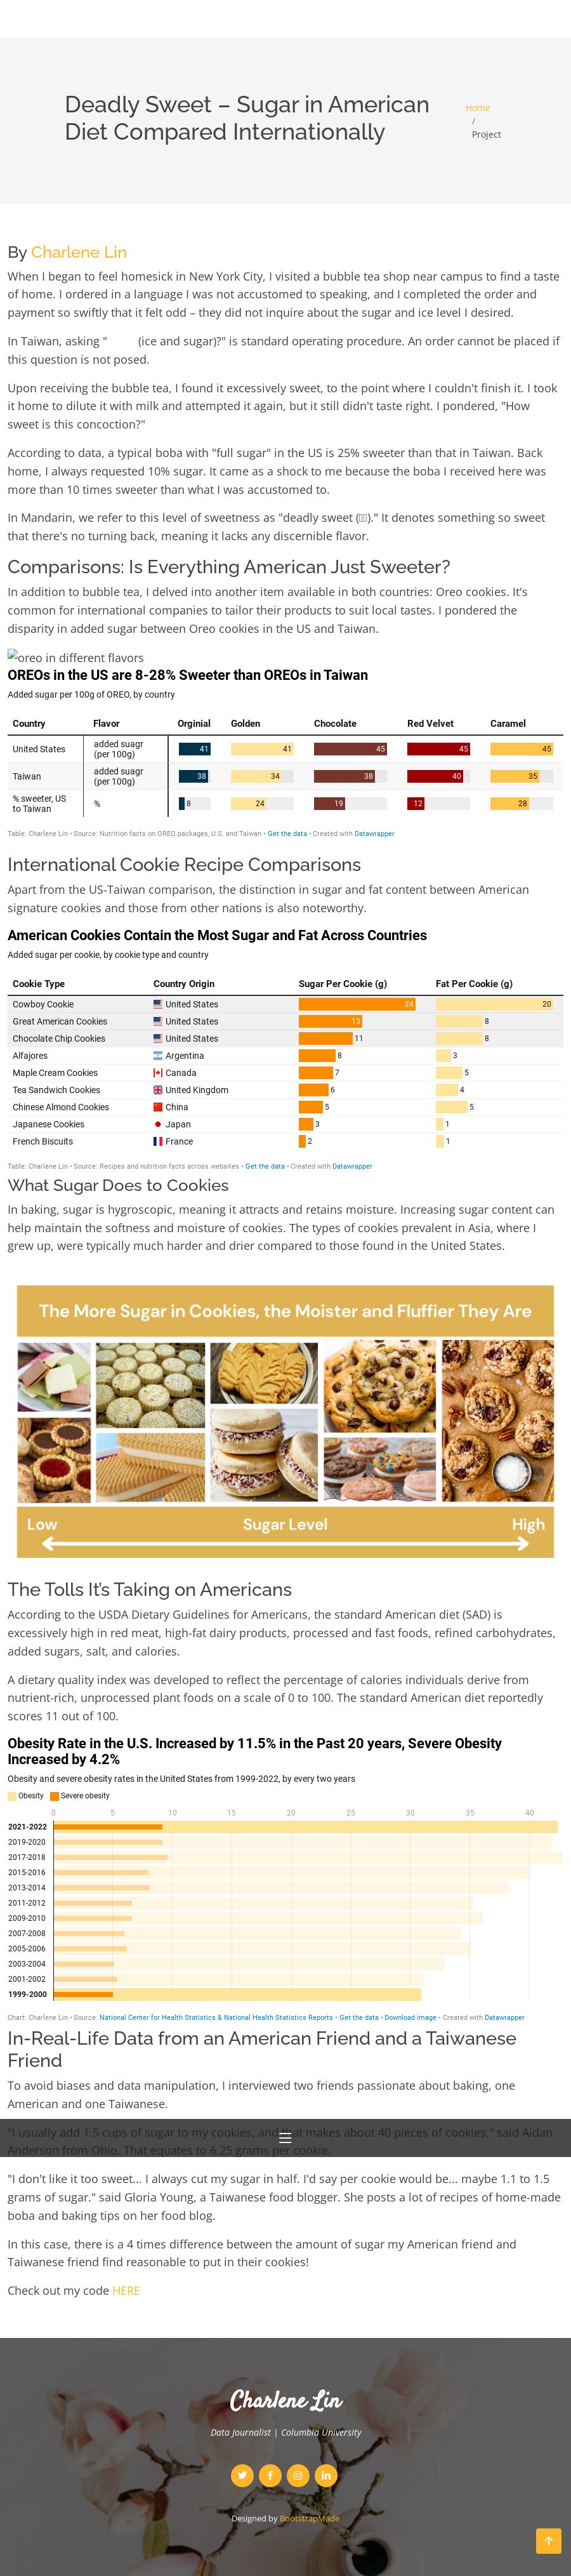 Deadly Sweet – Sugar in American
Diet Compared Internationally
Home
/
Project
By Charlene Lin
When I began to feel homesick in New York City, I visited a bubble tea shop near campus to find a taste
of home. I ordered in a language I was not accustomed to speaking, and I completed the order and
payment so swiftly that it felt odd – they did not inquire about the sugar and ice level I desired.
In Taiwan, asking " (ice and sugar)?" is standard operating procedure. An order cannot be placed if
this question is not posed.
Upon receiving the bubble tea, I found it excessively sweet, to the point where I couldn't finish it. I took
it home to dilute it with milk and attempted it again, but it still didn't taste right. I pondered, "How
sweet is this concoction?"
According to data, a typical boba with "full sugar" in the US is 25% sweeter than that in Taiwan. Back
home, I always requested 10% sugar. It came as a shock to me because the boba I received here was
more than 10 times sweeter than what I was accustomed to.
In Mandarin, we refer to this level of sweetness as "deadly sweet (▯▯)." It denotes something so sweet
that there's no turning back, meaning it lacks any discernible flavor.
Comparisons: Is Everything American Just Sweeter?
In addition to bubble tea, I delved into another item available in both countries: Oreo cookies. It's
common for international companies to tailor their products to suit local tastes. I pondered the
disparity in added sugar between Oreo cookies in the US and Taiwan.
oreo in different flavors
OREOs in the US are 8-28% Sweeter than OREOs in Taiwan
Added sugar per 100g of OREO, by country
Country Flavor Orginial Golden Chocolate Red Velvet Caramel
United States added suagr (per 100g) 41 41 45 45 45
Taiwan added suagr (per 100g) 38 34 38 40 35
% sweeter, US to Taiwan % 8 24 19 12 28
Table: Charlene Lin • Source: Nutrition facts on OREO packages, U.S. and Taiwan • Get the data • Created with Datawrapper
International Cookie Recipe Comparisons
Apart from the US-Taiwan comparison, the distinction in sugar and fat content between American
signature cookies and those from other nations is also noteworthy.
American Cookies Contain the Most Sugar and Fat Across Countries
Added sugar per cookie, by cookie type and country
Cookie Type Country Origin Sugar Per Cookie (g) Fat Per Cookie (g)
Cowboy Cookie United States 24 20
Great American Cookies United States 13 8
Chocolate Chip Cookies United States 11 8
Alfajores Argentina 8 3
Maple Cream Cookies Canada 7 5
Tea Sandwich Cookies United Kingdom 6 4
Chinese Almond Cookies China 5 5
Japanese Cookies Japan 3 1
French Biscuits France 2 1
Table: Charlene Lin • Source: Recipes and nutrition facts across websites • Get the data • Created with Datawrapper
What Sugar Does to Cookies
In baking, sugar is hygroscopic, meaning it attracts and retains moisture. Increasing sugar content can
help maintain the softness and moisture of cookies. The types of cookies prevalent in Asia, where I
grew up, were typically much harder and drier compared to those found in the United States.
The More Sugar in Cookies, the Moister and Fluffier They Are
Low Sugar Level High
The Tolls It's Taking on Americans
According to the USDA Dietary Guidelines for Americans, the standard American diet (SAD) is
excessively high in red meat, high-fat dairy products, processed and fast foods, refined carbohydrates,
added sugars, salt, and calories.
A dietary quality index was developed to reflect the percentage of calories individuals derive from
nutrient-rich, unprocessed plant foods on a scale of 0 to 100. The standard American diet reportedly
scores 11 out of 100.
Obesity Rate in the U.S. Increased by 11.5% in the Past 20 years, Severe Obesity
Increased by 4.2%
Obesity and severe obesity rates in the United States from 1999-2022, by every two years
Obesity Severe obesity
0 5 10 15 20 25 30 35 40
2021-2022
2019-2020
2017-2018
2015-2016
2013-2014
2011-2012
2009-2010
2007-2008
2005-2006
2003-2004
2001-2002
1999-2000
Chart: Charlene Lin • Source: National Center for Health Statistics & National Health Statistics Reports • Get the data • Download image • Created with Datawrapper
In-Real-Life Data from an American Friend and a Taiwanese
Friend
To avoid biases and data manipulation, I interviewed two friends passionate about baking, one
American and one Taiwanese.
"I usually add 1.5 cups of sugar to my cookies, and that makes about 40 pieces of cookies," said Aidan
Anderson from Ohio. That equates to 6.25 grams per cookie.
"I don't like it too sweet... I always cut my sugar in half. I'd say per cookie would be... maybe 1.1 to 1.5
grams of sugar." said Gloria Young, a Taiwanese food blogger. She posts a lot of recipes of home-made
boba and baking tips on her food blog.
In this case, there is a 4 times difference between the amount of sugar my American friend and
Taiwanese friend find reasonable to put in their cookies!
Check out my code HERE
Charlene Lin
Data Journalist | Columbia University
Designed by BootstrapMade